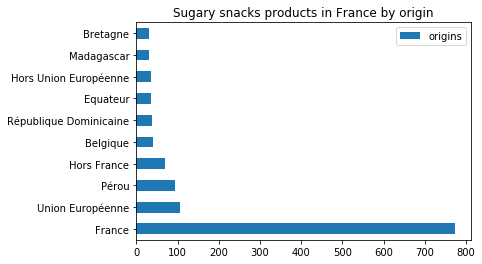 Sugary snacks products in France by origin
origins
Bretagne
Madagascar
Hors Union Européenne
Equateur
République Dominicaine
Belgique
Hors France
Pérou
Union Européenne
France
0 100 200 300 400 500 600 700 800